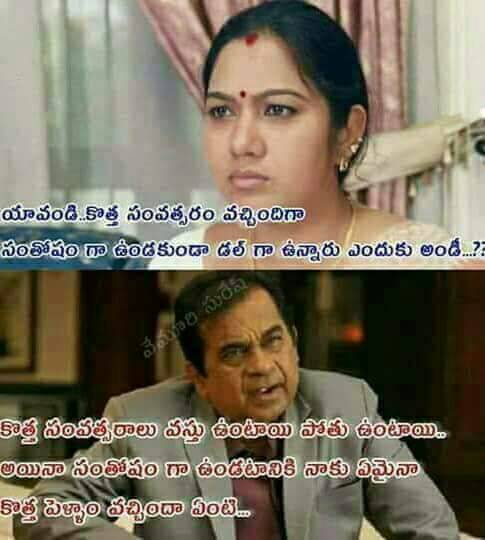 యావండి..కొత్త సంవత్సరం వచ్చిందిగా
సంతోషం గా ఉండకుండా డల్ గా ఉన్నారు ఎందుకు అండీ...??
వేమూరి సురేష్
కొత్త సంవత్సరాలు వస్తు ఉంటాయి పోతు ఉంటాయి..
అయినా సంతోషం గా ఉండటానికి నాకు ఏమైనా
కొత్త పెళ్ళాం వచ్చిందా ఏంటి...